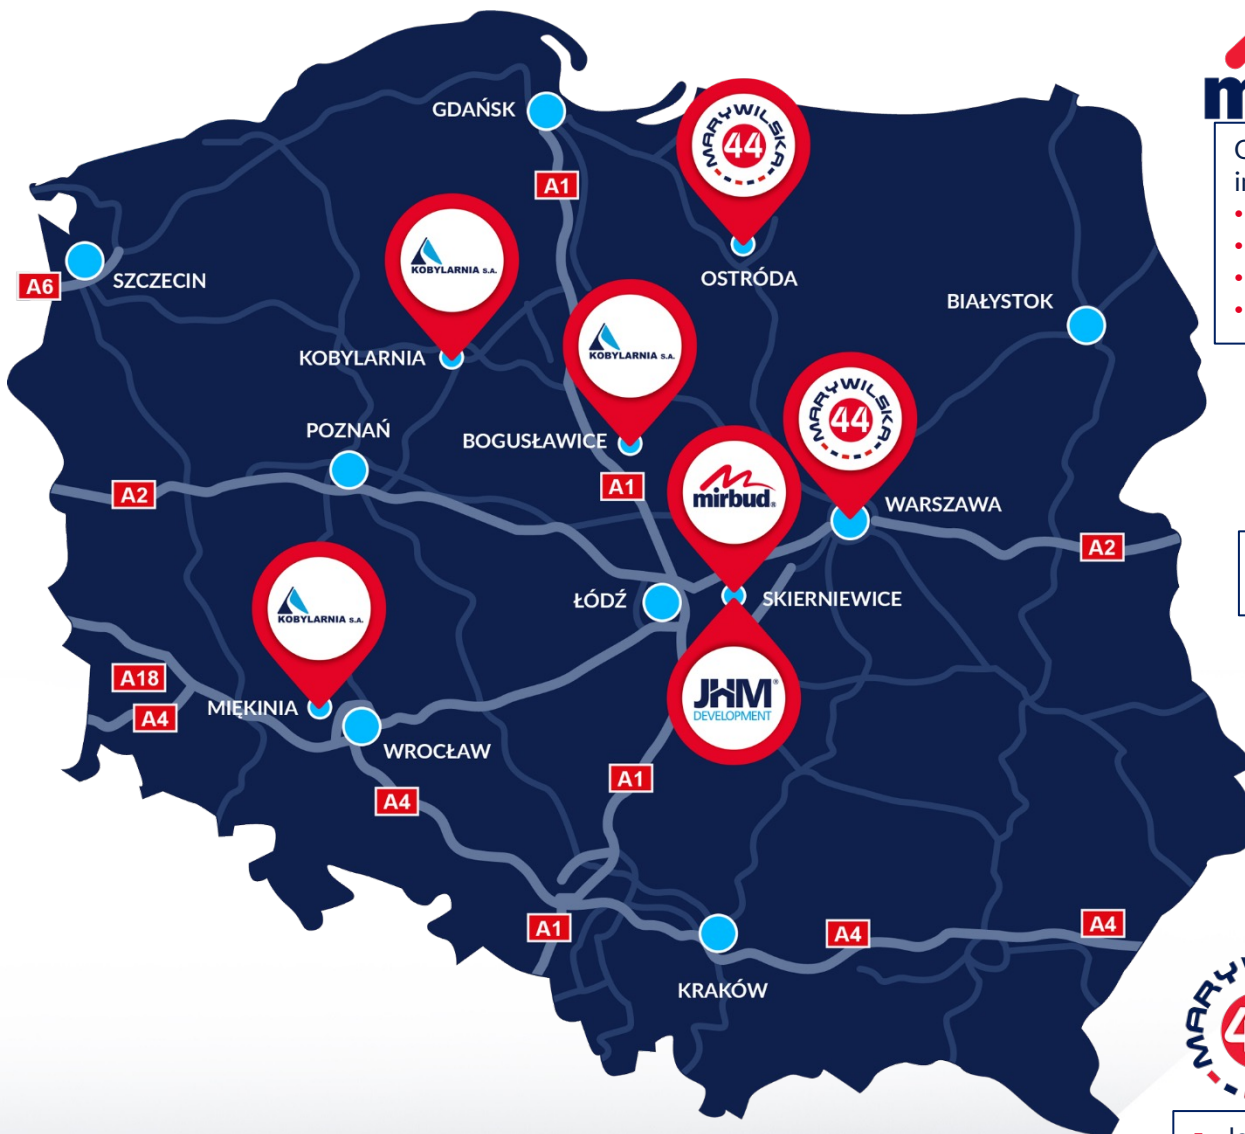 GDAŃSK
MARYWILSKA
44
A1
KOBYLARNIA S.A.
SZCZECIN
A6
OSTRÓDA
BIAŁYSTOK
KOBYLARNIA S.A.
KOBYLARNIA
MARYWILSKA
44
POZNAŃ
BOGUSŁAWICE
A2
A1
mirbud®
WARSZAWA
A2
ŁÓDŹ
SKIERNIEWICE
KOBYLARNIA S.A.
A18
MIĘKINIA
A4
JHM®
DEVELOPMENT
WROCŁAW
A1
A4
A1
A4
A4
KRAKÓW